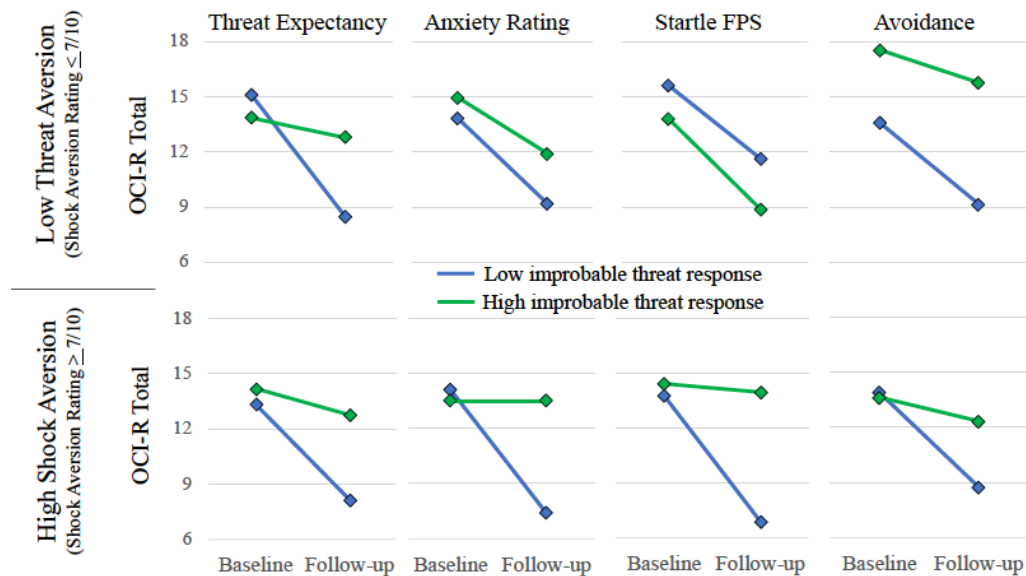 Threat Expectancy Anxiety Rating Startle FPS Avoidance
Low Threat Aversion
(Shock Aversion Rating ≤ 7/10)
OCI-R Total
18
15
12
9
6
Low improbable threat response
High improbable threat response
High Shock Aversion
(Shock Aversion Rating ≥ 7/10)
OCI-R Total
18
15
12
9
6
Baseline Follow-up Baseline Follow-up Baseline Follow-up Baseline Follow-up